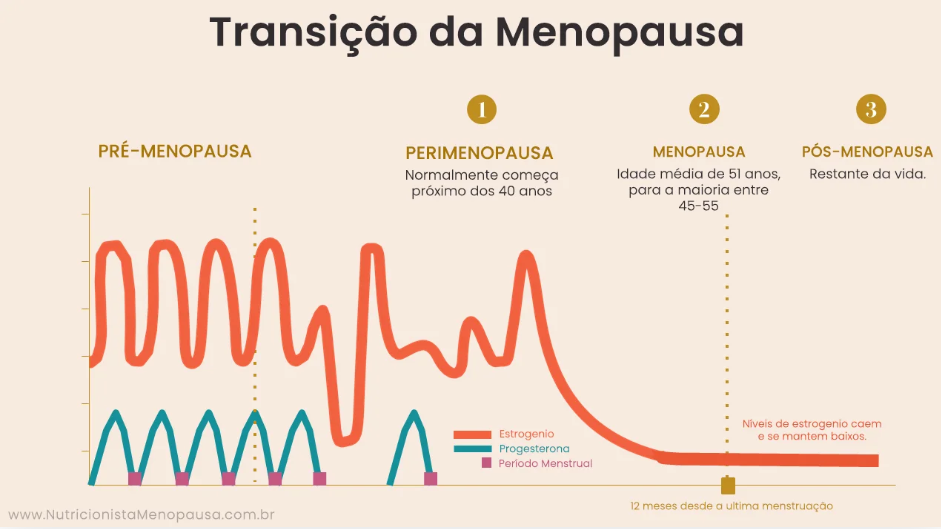 Transição da Menopausa
1
2
3
PRÉ-MENOPAUSA
PERIMENOPAUSA
Normalmente começa
próximo dos 40 anos
MENOPAUSA
Idade média de 51 anos,
para a maioria entre
45-55
PÓS-MENOPAUSA
Restante da vida.
Estrogenio
Progesterona
Período Menstrual
Níveis de estrogenio caem
e se mantem baixos.
12 meses desde a ultima menstruação
www.NutricionistaMenopausa.com.br